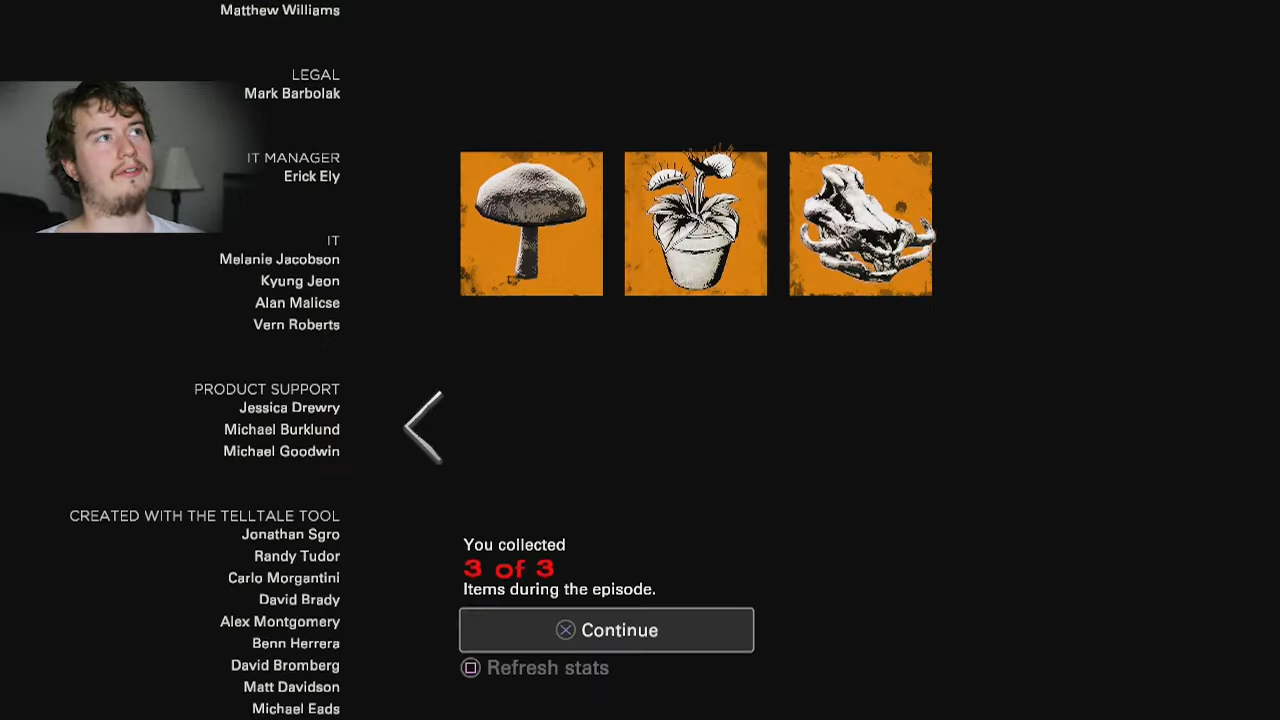 Matthew Williams
LEGAL
Mark Barbolak
IT MANAGER
Erick Ely
IT
Melanie Jacobson
Kyung Jeon
Alan Malicse
Vern Roberts
PRODUCT SUPPORT
Jessica Drewry
Michael Burklund
Michael Goodwin
CREATED WITH THE TELLTALE TOOL
Jonathan Sgro
Randy Tudor
Carlo Morgantini
David Brady
Alex Montgomery
Benn Herrera
David Bromberg
Matt Davidson
Michael Eads
You collected
3 of 3
Items during the episode.
Continue
Refresh stats